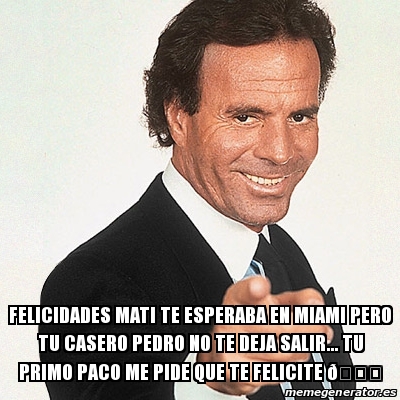 FELICIDADES MATI TE ESPERABA EN MIAMI PERO
TU CASERO PEDRO NO TE DEJA SALIR... TU
PRIMO PACO ME PIDE QUE TE FELICITE ð
memegenerator.es